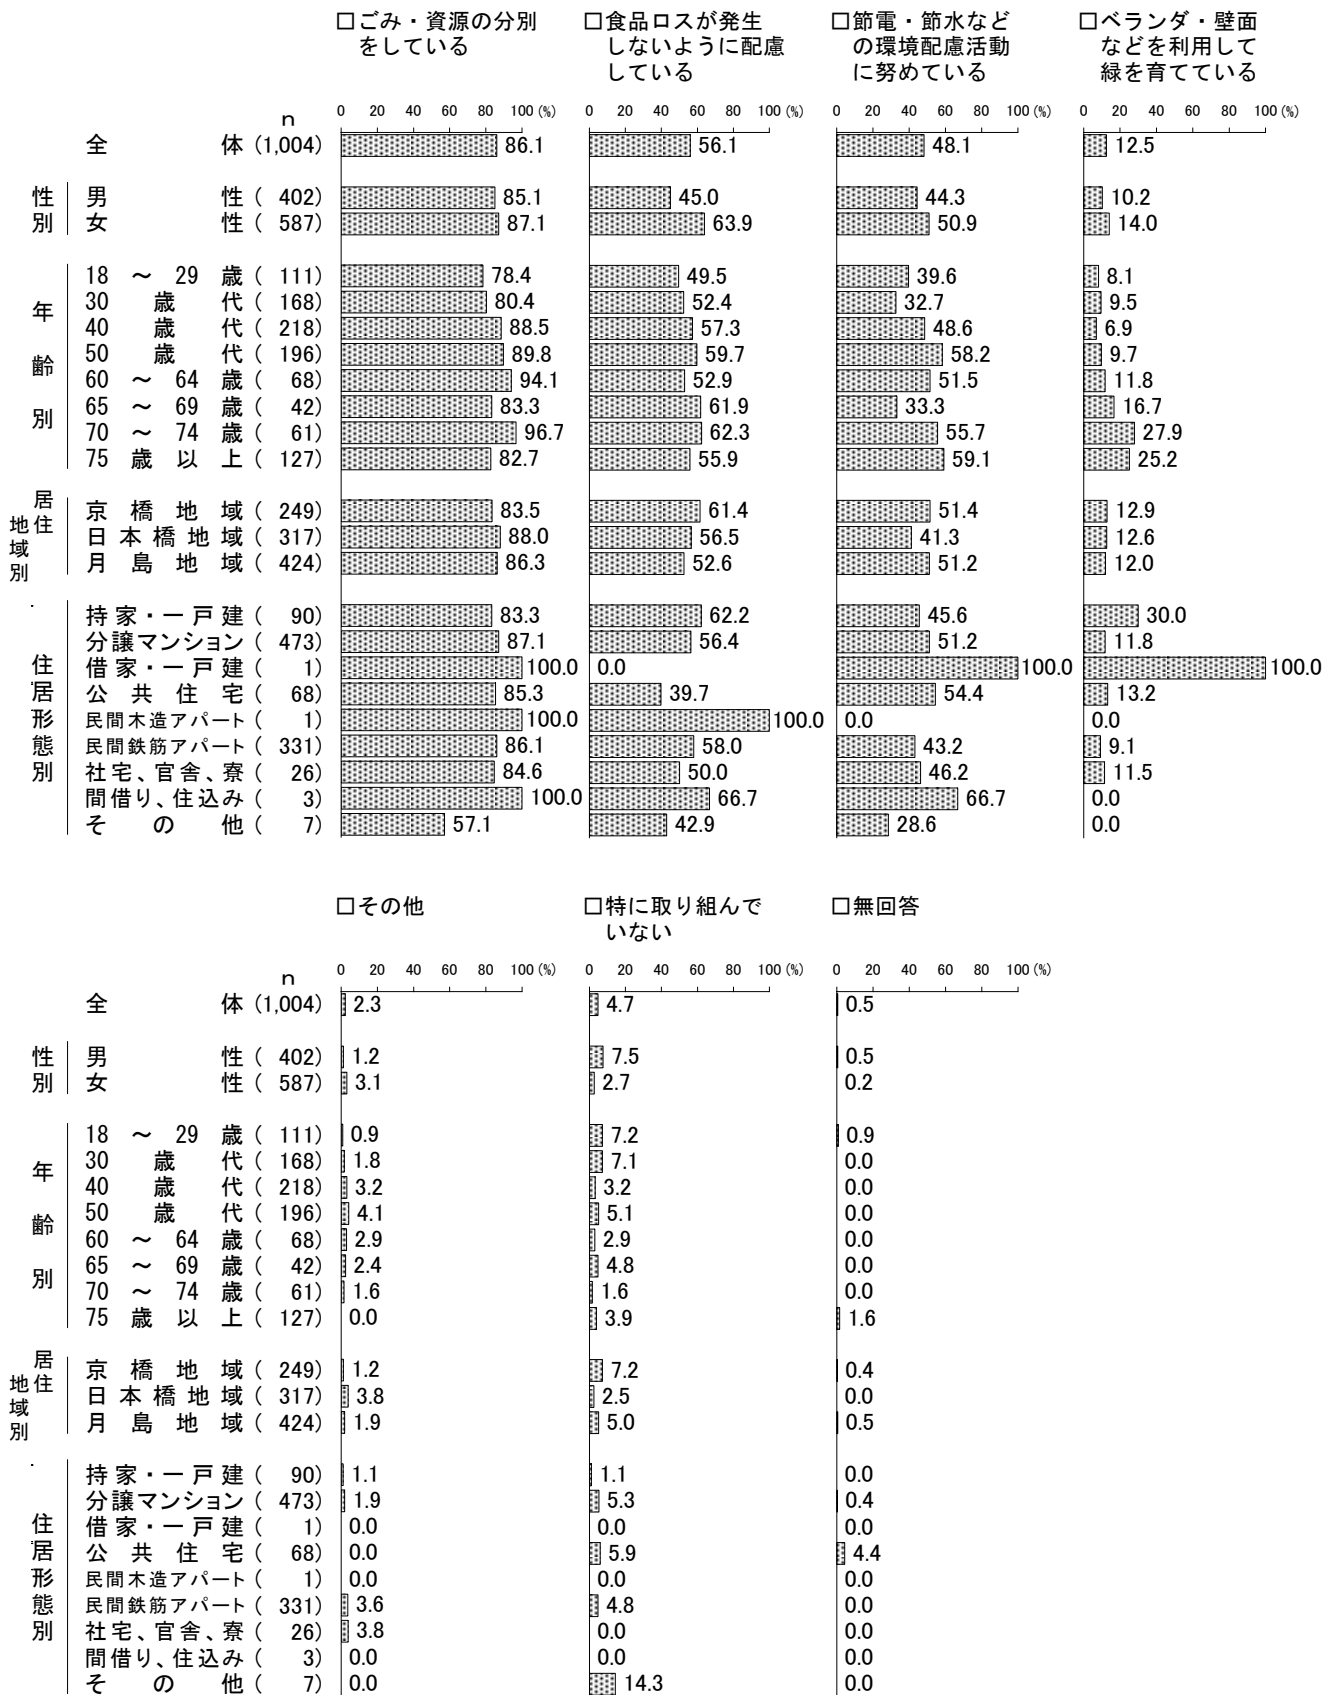 □ごみ・資源の分別 □食品ロスが発生 □節電・節水など □ベランダ・壁面
をしている しないように配慮 の環境配慮活動 などを利用して
している に努めている 緑を育てている
n 0 20 40 60 80 100(%) 0 20 40 60 80 100(%) 0 20 40 60 80 100(%) 0 20 40 60 80 100(%)
全体(1,004) 86.1 56.1 48.1 12.5
性別
男性( 402) 85.1 45.0 44.3 10.2
女性( 587) 87.1 63.9 50.9 14.0
年齢別
18 ～ 29 歳( 111) 78.4 49.5 39.6 8.1
30 歳代( 168) 80.4 52.4 32.7 9.5
40 歳代( 218) 88.5 57.3 48.6 6.9
50 歳代( 196) 89.8 59.7 58.2 9.7
60 ～ 64 歳( 68) 94.1 52.9 51.5 11.8
65 ～ 69 歳( 42) 83.3 61.9 33.3 16.7
70 ～ 74 歳( 61) 96.7 62.3 55.7 27.9
75 歳以上( 127) 82.7 55.9 59.1 25.2
居住地域別
京橋地域( 249) 83.5 61.4 51.4 12.9
日本橋地域( 317) 88.0 56.5 41.3 12.6
月島地域( 424) 86.3 52.6 51.2 12.0
住居形態別
持家・一戸建( 90) 83.3 62.2 45.6 30.0
分譲マンション( 473) 87.1 56.4 51.2 11.8
借家・一戸建( 1) 100.0 0.0 100.0 100.0
公共住宅( 68) 85.3 39.7 54.4 13.2
民間木造アパート( 1) 100.0 100.0 0.0 0.0
民間鉄筋アパート( 331) 86.1 58.0 43.2 9.1
社宅、官舎、寮( 26) 84.6 50.0 46.2 11.5
間借り、住込み( 3) 100.0 66.7 66.7 0.0
その他( 7) 57.1 42.9 28.6 0.0
□その他 □特に取り組んで □無回答
いない
n 0 20 40 60 80 100(%) 0 20 40 60 80 100(%) 0 20 40 60 80 100(%)
全体(1,004) 2.3 4.7 0.5
性別
男性( 402) 1.2 7.5 0.5
女性( 587) 3.1 2.7 0.2
年齢別
18 ～ 29 歳( 111) 0.9 7.2 0.9
30 歳代( 168) 1.8 7.1 0.0
40 歳代( 218) 3.2 3.2 0.0
50 歳代( 196) 4.1 5.1 0.0
60 ～ 64 歳( 68) 2.9 2.9 0.0
65 ～ 69 歳( 42) 2.4 4.8 0.0
70 ～ 74 歳( 61) 1.6 1.6 0.0
75 歳以上( 127) 0.0 3.9 1.6
居住地域別
京橋地域( 249) 1.2 7.2 0.4
日本橋地域( 317) 3.8 2.5 0.0
月島地域( 424) 1.9 5.0 0.5
住居形態別
持家・一戸建( 90) 1.1 1.1 0.0
分譲マンション( 473) 1.9 5.3 0.4
借家・一戸建( 1) 0.0 0.0 0.0
公共住宅( 68) 0.0 5.9 4.4
民間木造アパート( 1) 0.0 0.0 0.0
民間鉄筋アパート( 331) 3.6 4.8 0.0
社宅、官舎、寮( 26) 3.8 0.0 0.0
間借り、住込み( 3) 0.0 0.0 0.0
その他( 7) 0.0 14.3 0.0